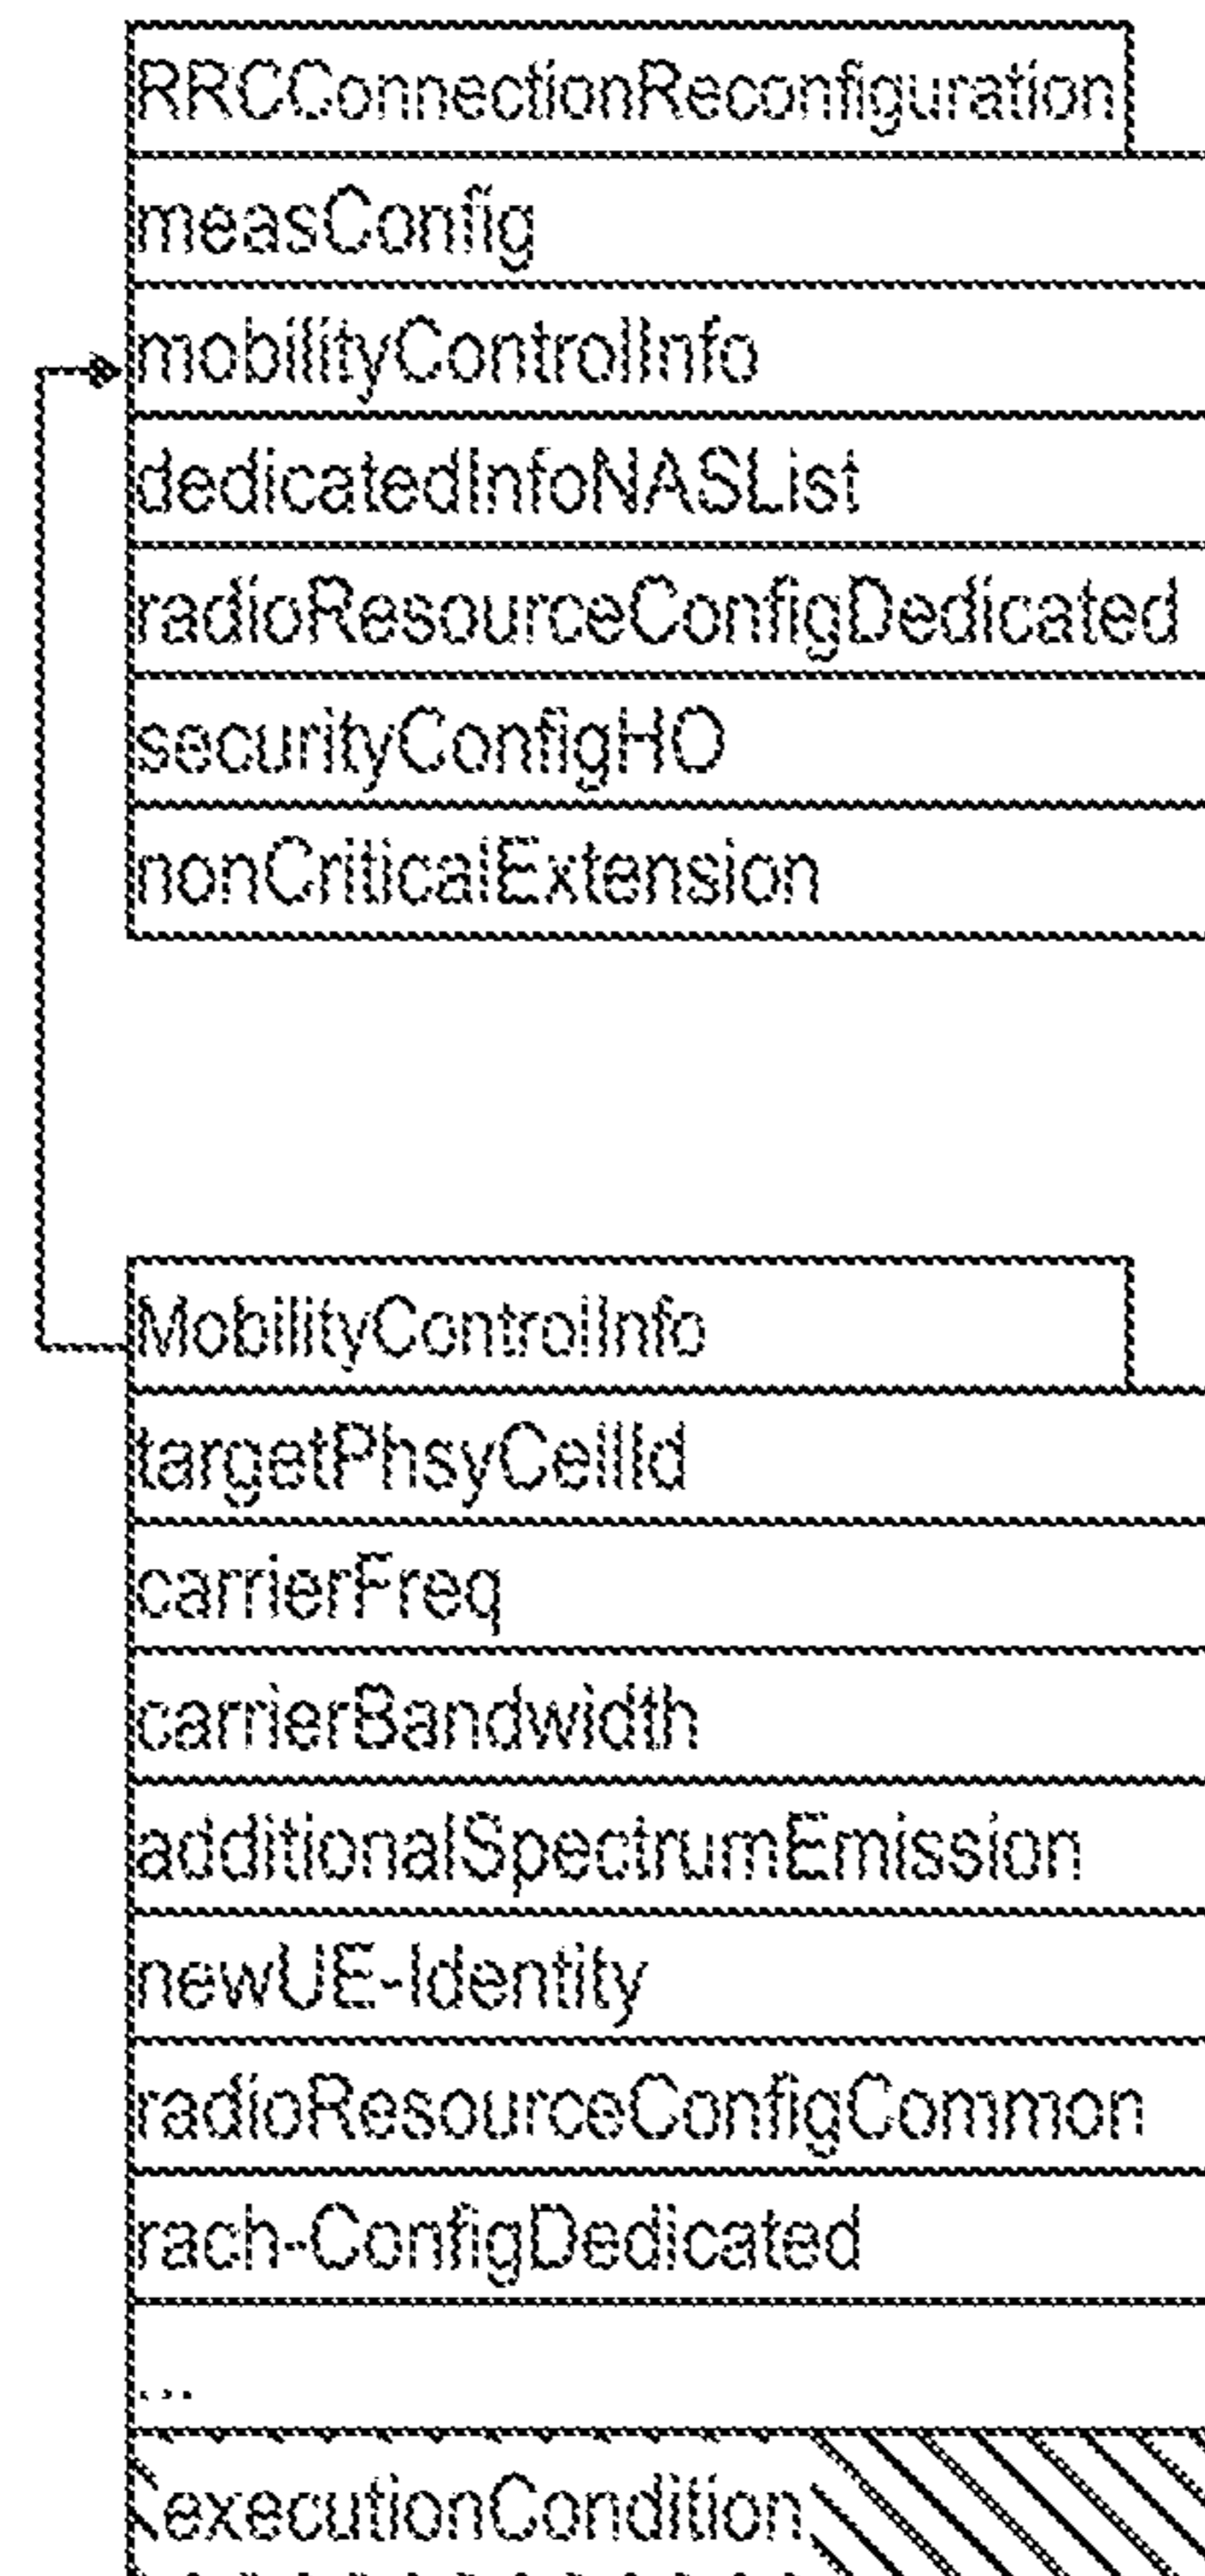 RRCConnectionReconfiguration
measConfig
mobilityControlInfo
dedicatedInfoNASList
radioResourceConfigDedicated
securityConfigHO
nonCriticalExtension
MobilityControlInfo
targetPhsyCellId
carrierFreq
carrierBandwidth
additionalSpectrumEmission
newUE-Identity
radioResourceConfigCommon
rach-ConfigDedicated
...
executionCondition